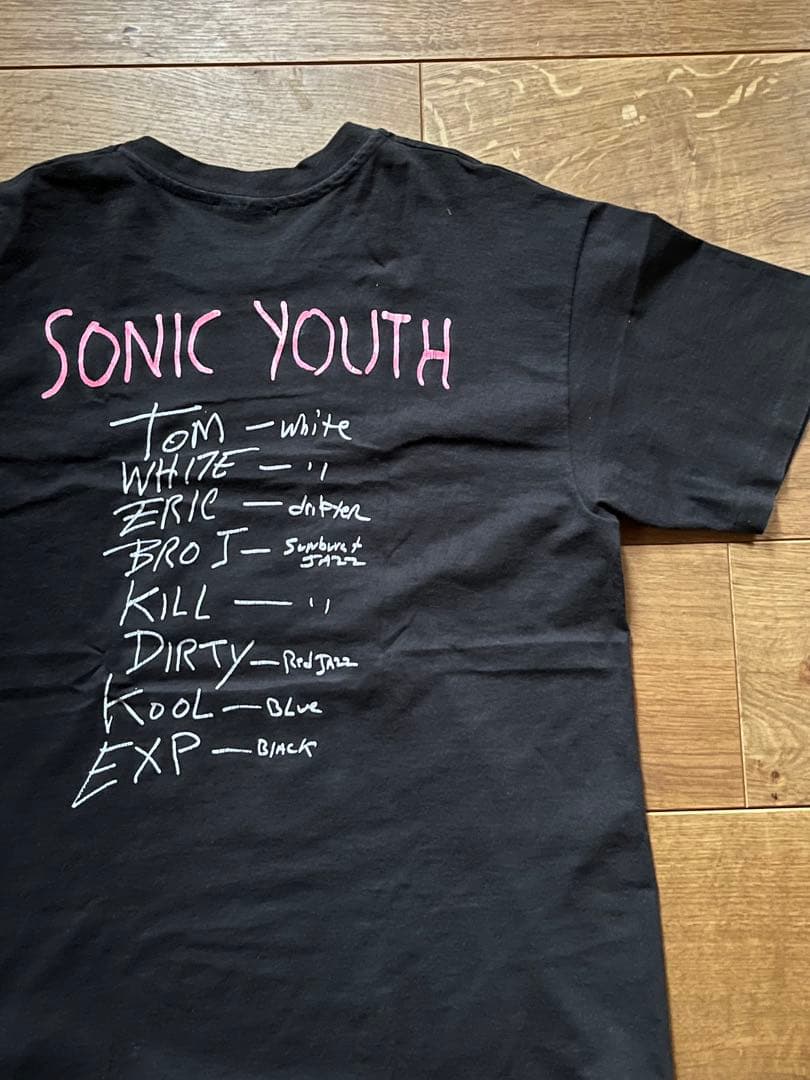 SONIC YOUTH
TOM — white
WHITE — ''
ERIC — drifter
BRO J — Sunburst
JAZZ
KILL — ''
DIRTY — Red JAZZ
KOOL — BLue
EXP — BlACK